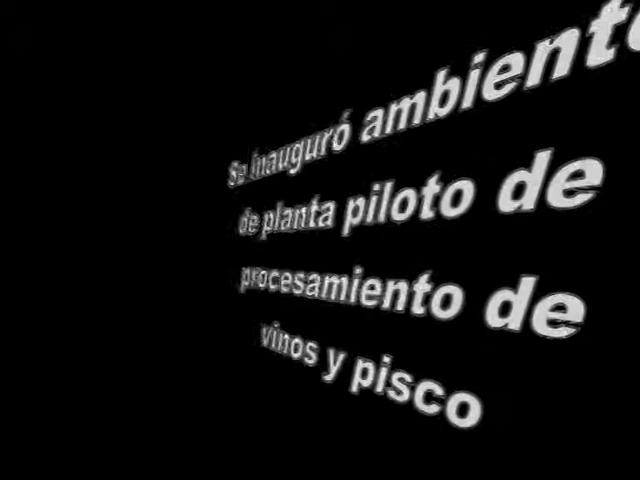 Se inauguró ambiente
de planta piloto de
procesamiento de
vinos y pisco